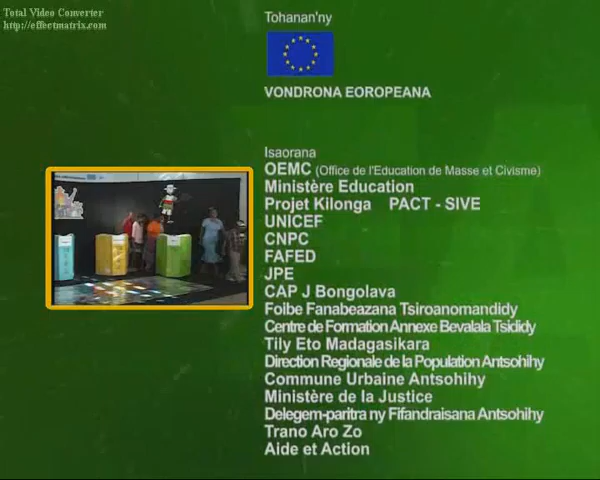 Total Video Converter
http://effectmatrix.com
Tohanan'ny
VONDRONA EOROPEANA
Isaorana
OEMC (Office de l'Education de Masse et Civisme)
Ministère Education
Projet Kilonga PACT - SIVE
UNICEF
CNPC
FAFED
JPE
CAP J Bongolava
Foibe Fanabeazana Tsiroanomandidy
Centre de Formation Annexe Bevalala Tsididy
Tily Eto Madagasikara
Direction Regionale de la Population Antsohihy
Commune Urbaine Antsohihy
Ministère de la Justice
Delegem-paritra ny Fifandraisana Antsohihy
Trano Aro Zo
Aide et Action